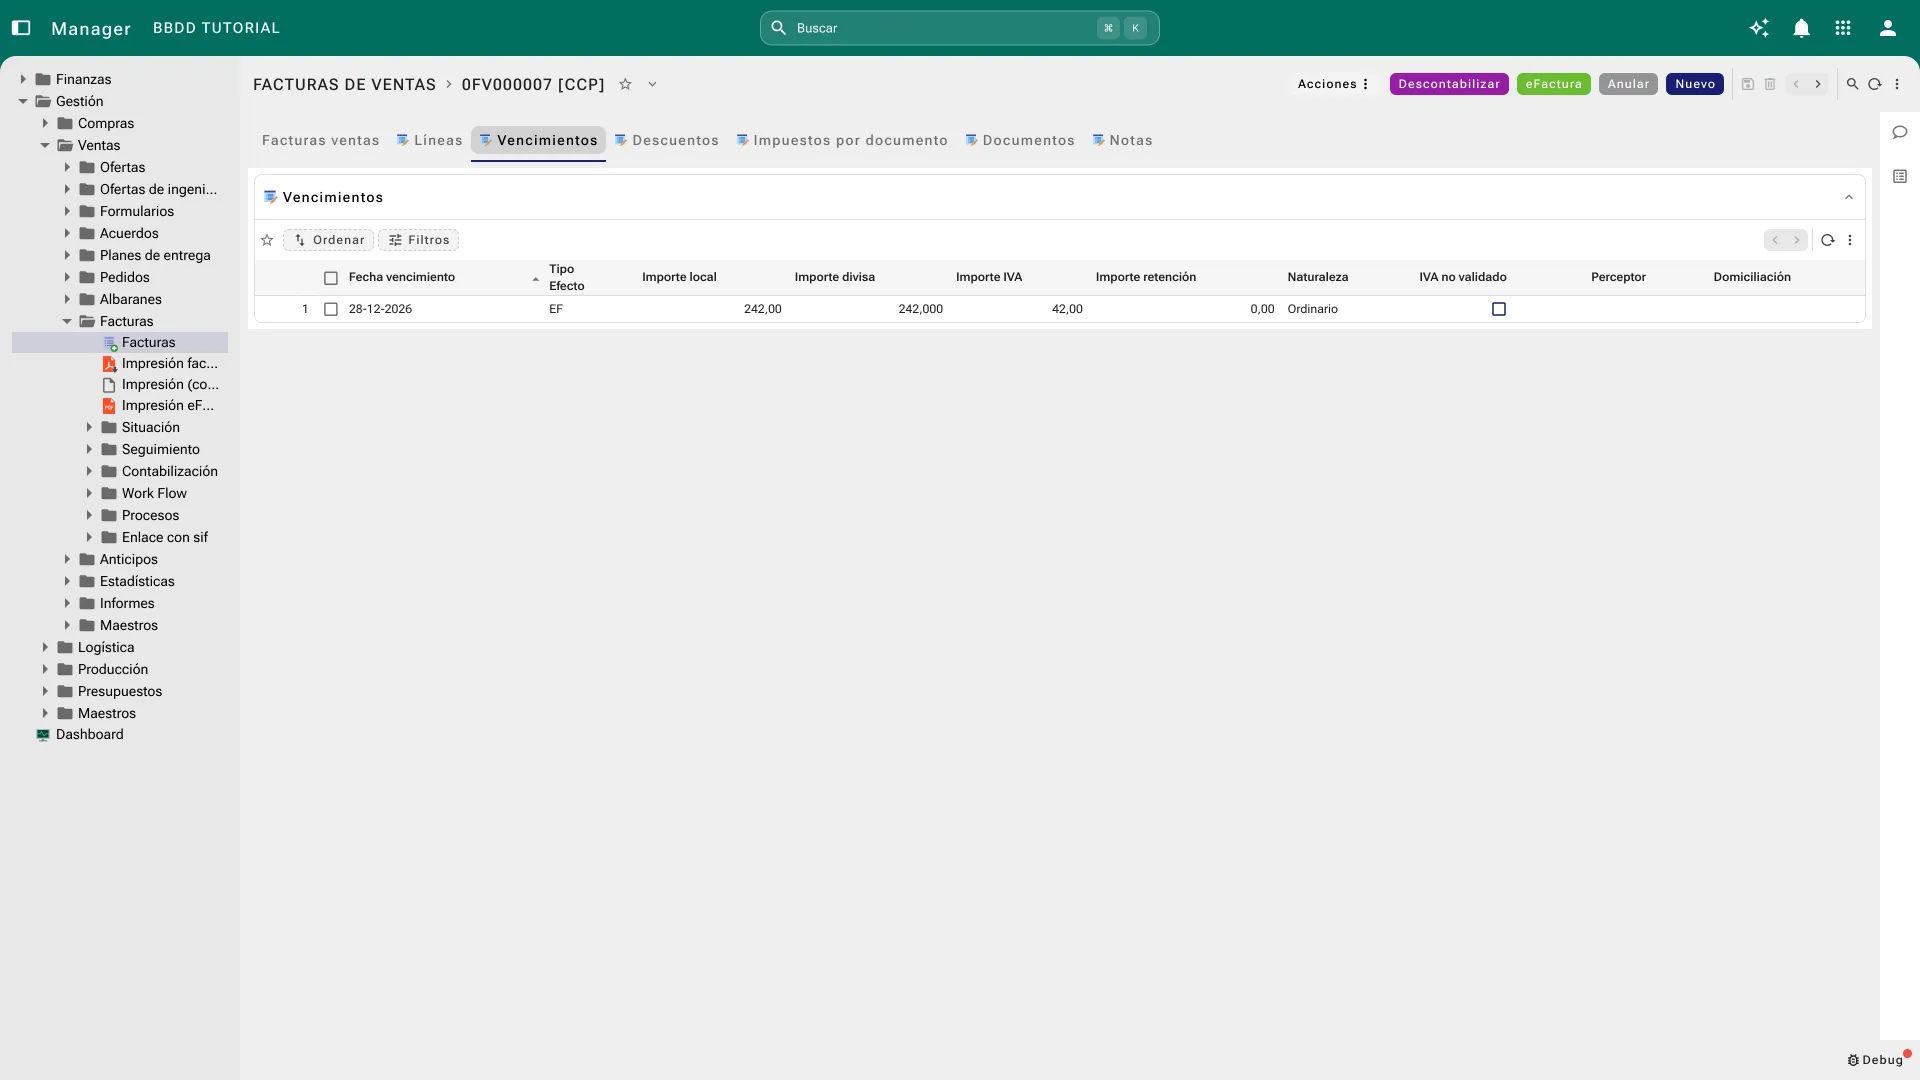 Manager
BBDD TUTORIAL
Buscar
⌘ K
Finanzas
Gestión
Compras
Ventas
Ofertas
Ofertas de ingeni...
Formularios
Acuerdos
Planes de entrega
Pedidos
Albaranes
Facturas
Facturas
Impresión fac...
Impresión (co...
Impresión eF...
Situación
Seguimiento
Contabilización
Work Flow
Procesos
Enlace con sif
Anticipos
Estadísticas
Informes
Maestros
Logística
Producción
Presupuestos
Maestros
Dashboard
FACTURAS DE VENTAS › 0FV000007 [CCP]
Acciones
Descontabilizar
eFactura
Anular
Nuevo
Facturas ventas
Líneas
Vencimientos
Descuentos
Impuestos por documento
Documentos
Notas
Vencimientos
Ordenar
Filtros
Fecha vencimiento
Tipo
Efecto
Importe local
Importe divisa
Importe IVA
Importe retención
Naturaleza
IVA no validado
Perceptor
Domiciliación
1 28-12-2026 EF 242,00 242,000 42,00 0,00 Ordinario
Debug